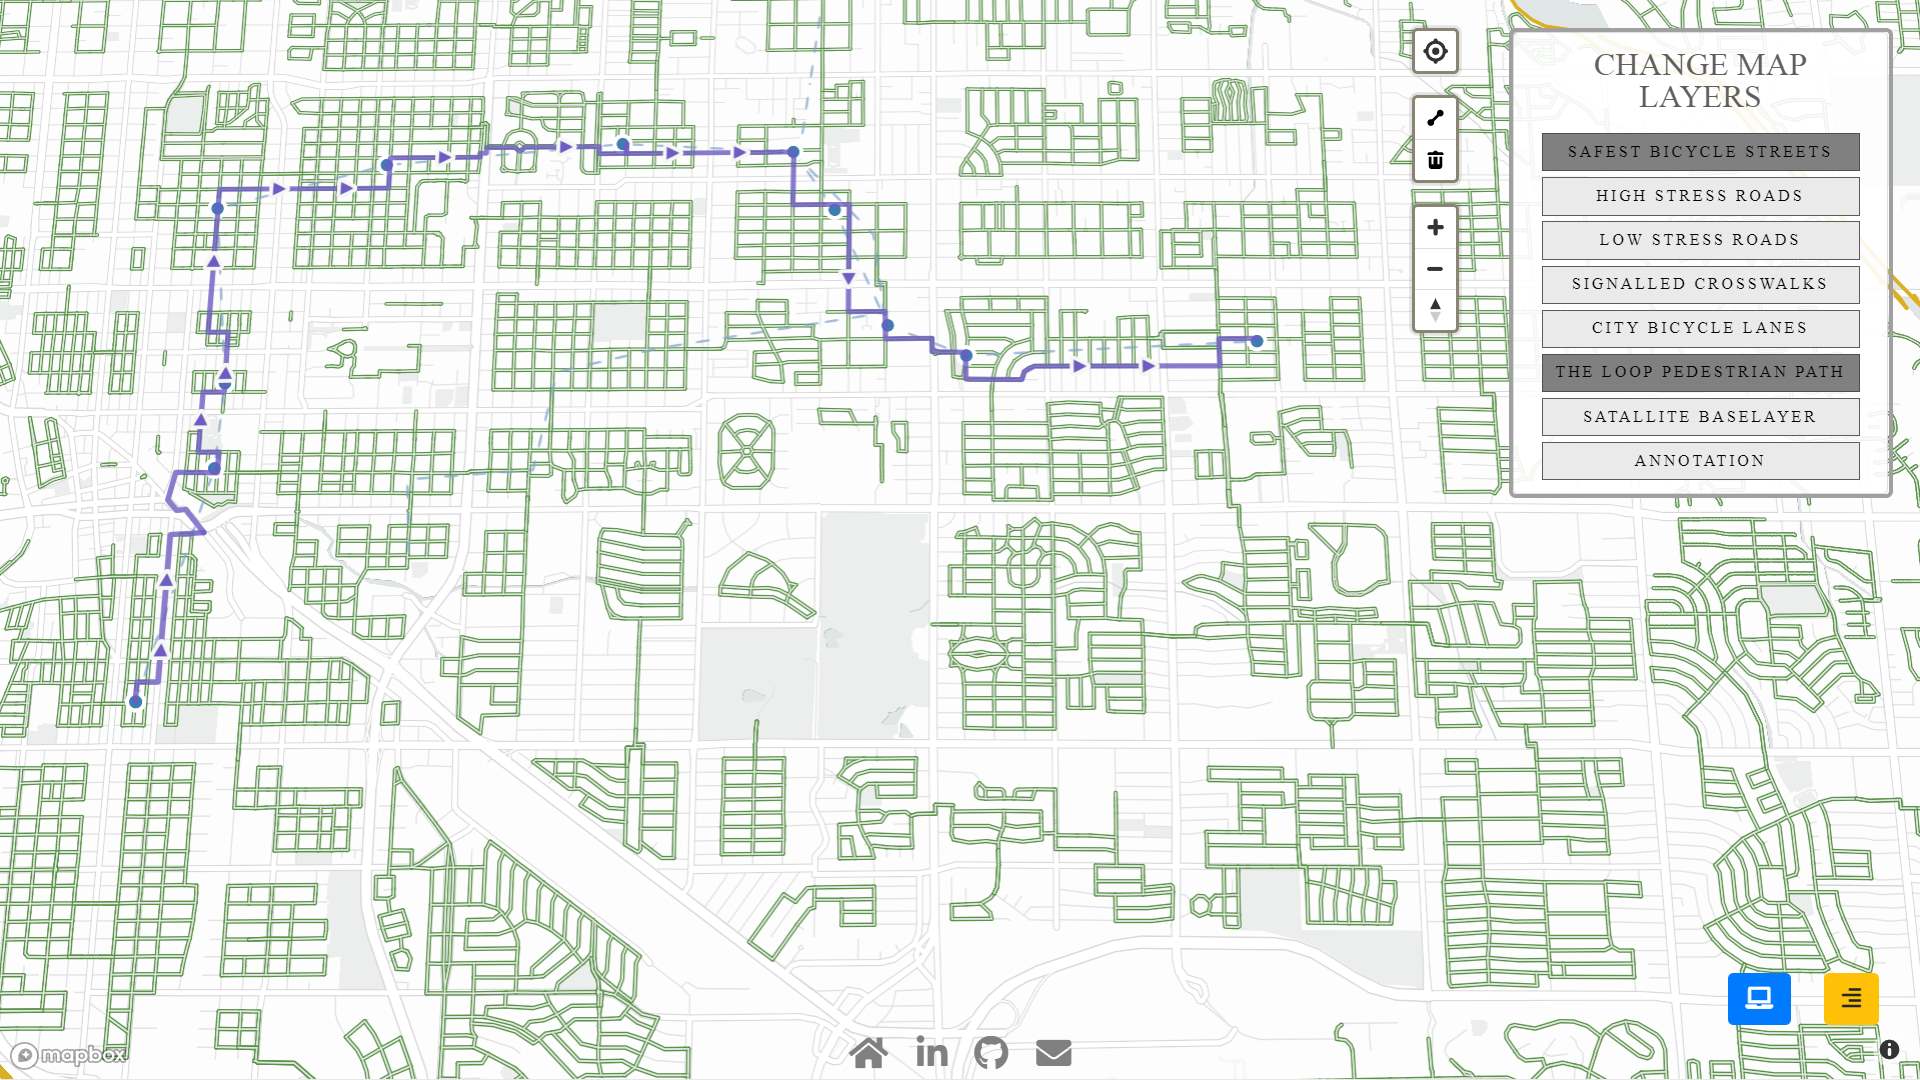 CHANGE MAP
LAYERS
SAFEST BICYCLE STREETS
HIGH STRESS ROADS
LOW STRESS ROADS
SIGNALLED CROSSWALKS
CITY BICYCLE LANES
THE LOOP PEDESTRIAN PATH
SATALLITE BASELAYER
ANNOTATION
mapbox